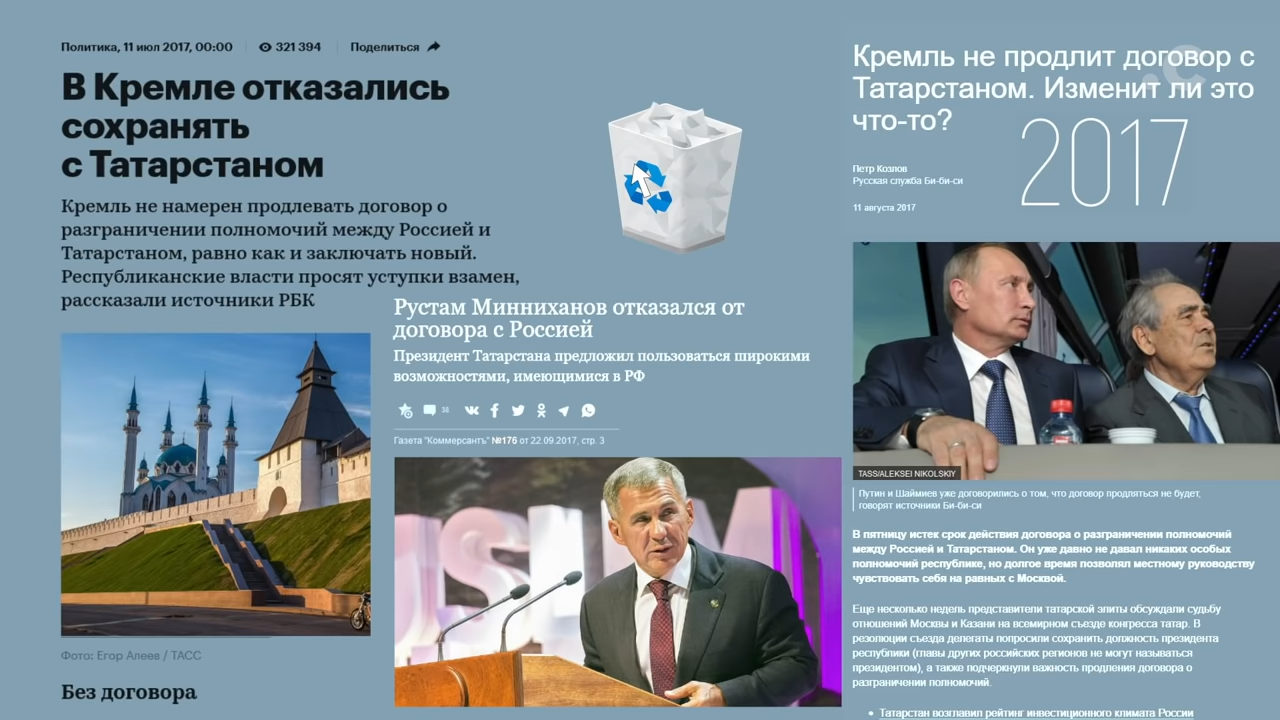 Политика, 11 июл 2017, 00:00
321 394
Поделиться
В Кремле отказались
сохранять
с Татарстаном
Кремль не намерен продлевать договор о
разграничении полномочий между Россией и
Татарстаном, равно как и заключать новый.
Республиканские власти просят уступки взамен,
рассказали источники РБК
Фото: Егор Алеев / ТАСС
Без договора
Рустам Минниханов отказался от
договора с Россией
Президент Татарстана предложил пользоваться широкими
возможностями, имеющимися в РФ
Газета "Коммерсантъ" №176 от 22.09.2017, стр. 3
Кремль не продлит договор с
Татарстаном. Изменит ли это
что-то?
2017
Петр Козлов
Русская служба Би-би-си
11 августа 2017
TASS/ALEKSEI NIKOLSKIY
Путин и Шаймиев уже договорились о том, что договор продляться не будет,
говорят источники Би-би-си
В пятницу истек срок действия договора о разграничении полномочий
между Россией и Татарстаном. Он уже давно не давал никаких особых
полномочий республике, но долгое время позволял местному руководству
чувствовать себя на равных с Москвой.
Еще несколько недель представители татарской элиты обсуждали судьбу
отношений Москвы и Казани на всемирном съезде конгресса татар. В
резолюции съезда делегаты попросили сохранить должность президента
республики (главы других российских регионов не могут называться
президентом), а также подчеркнули важность продления договора о
разграничении полномочий.
• Татарстан возглавил рейтинг инвестиционного климата России